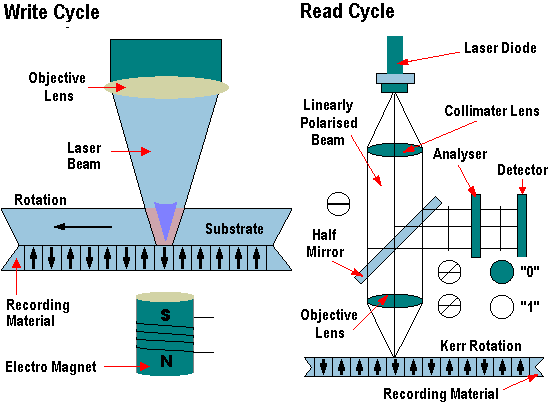 Write Cycle
Objective
Lens
Laser
Beam
Rotation
Substrate
Recording
Material
S
N
Electro Magnet
Read Cycle
Laser Diode
Linearly
Polarised
Beam
Collimater Lens
Analyser
Detector
Half
Mirror
"0"
"1"
Objective
Lens
Kerr Rotation
Recording Material